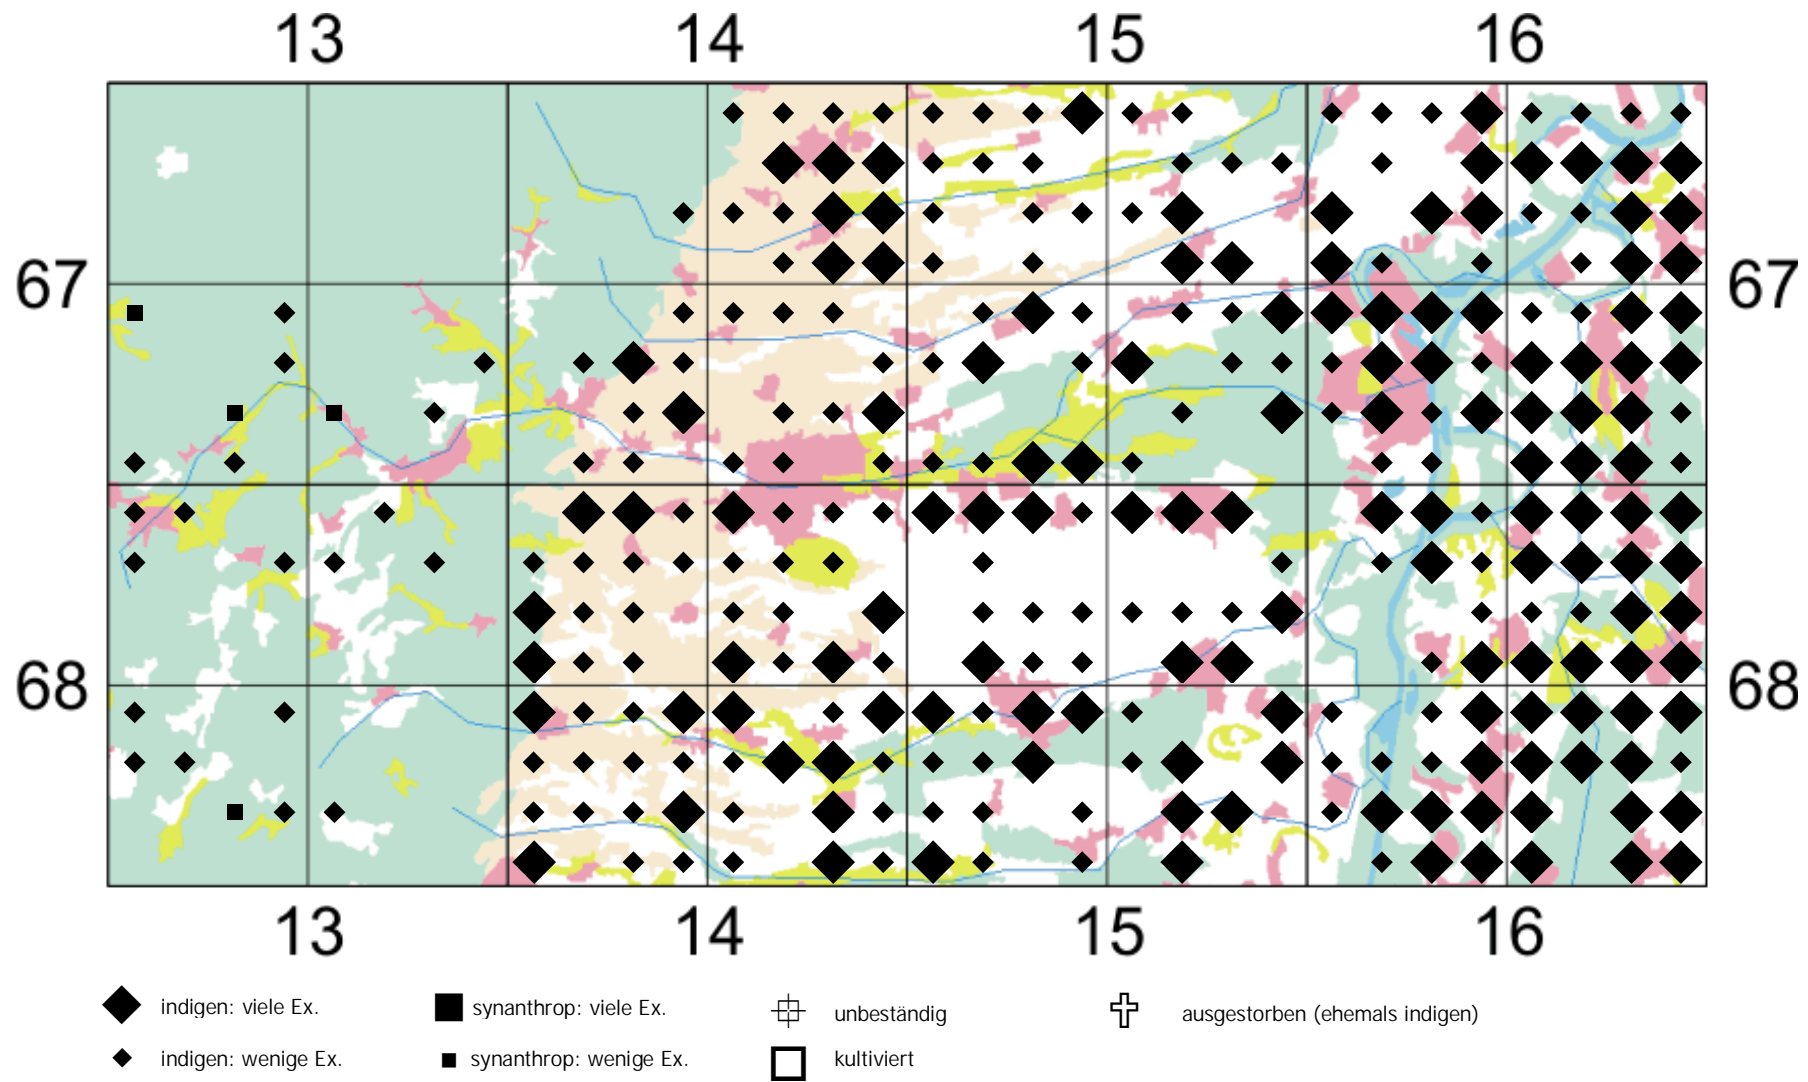 13 14 15 16
67 67
68 68
13 14 15 16
indigen: viele Ex. synanthrop: viele Ex. unbeständig ausgestorben (ehemals indigen)
indigen: wenige Ex. synanthrop: wenige Ex. kultiviert